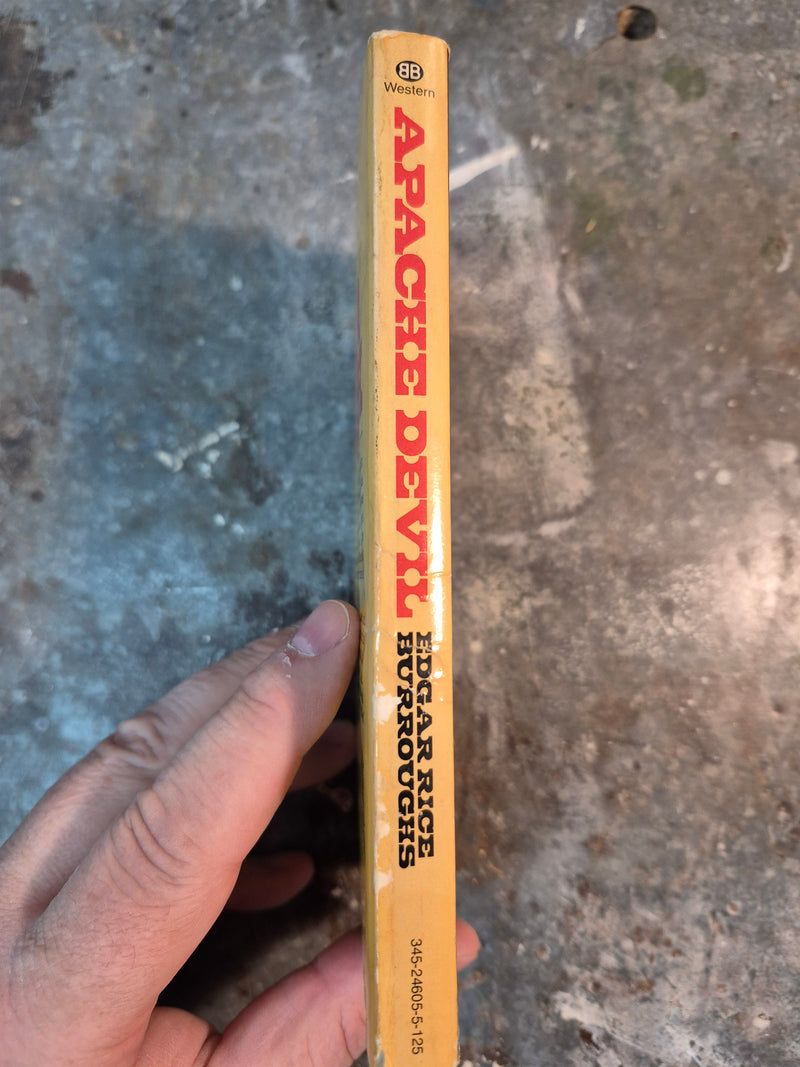 BB
Western
APACHE DEVIL
EDGAR RICE
BURROUGHS
345-24605-5-125